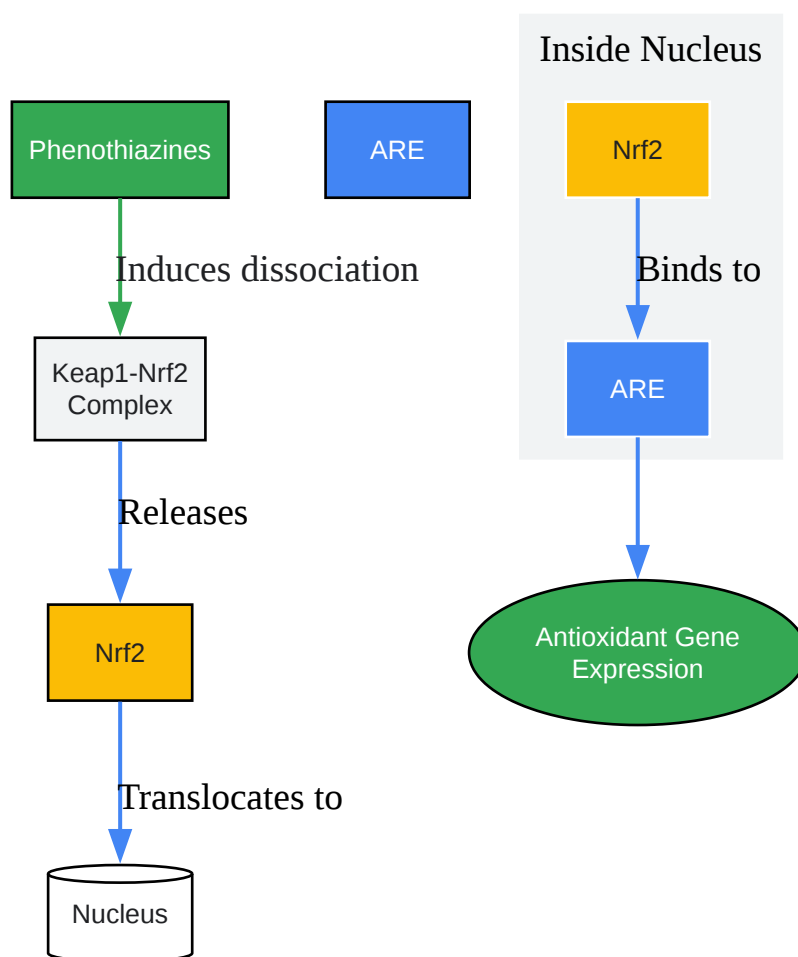 Inside Nucleus
Phenothiazines
ARE
Nrf2
Induces dissociation
Binds to
Keap1-Nrf2
Complex
ARE
Releases
Antioxidant Gene
Expression
Nrf2
Translocates to
Nucleus